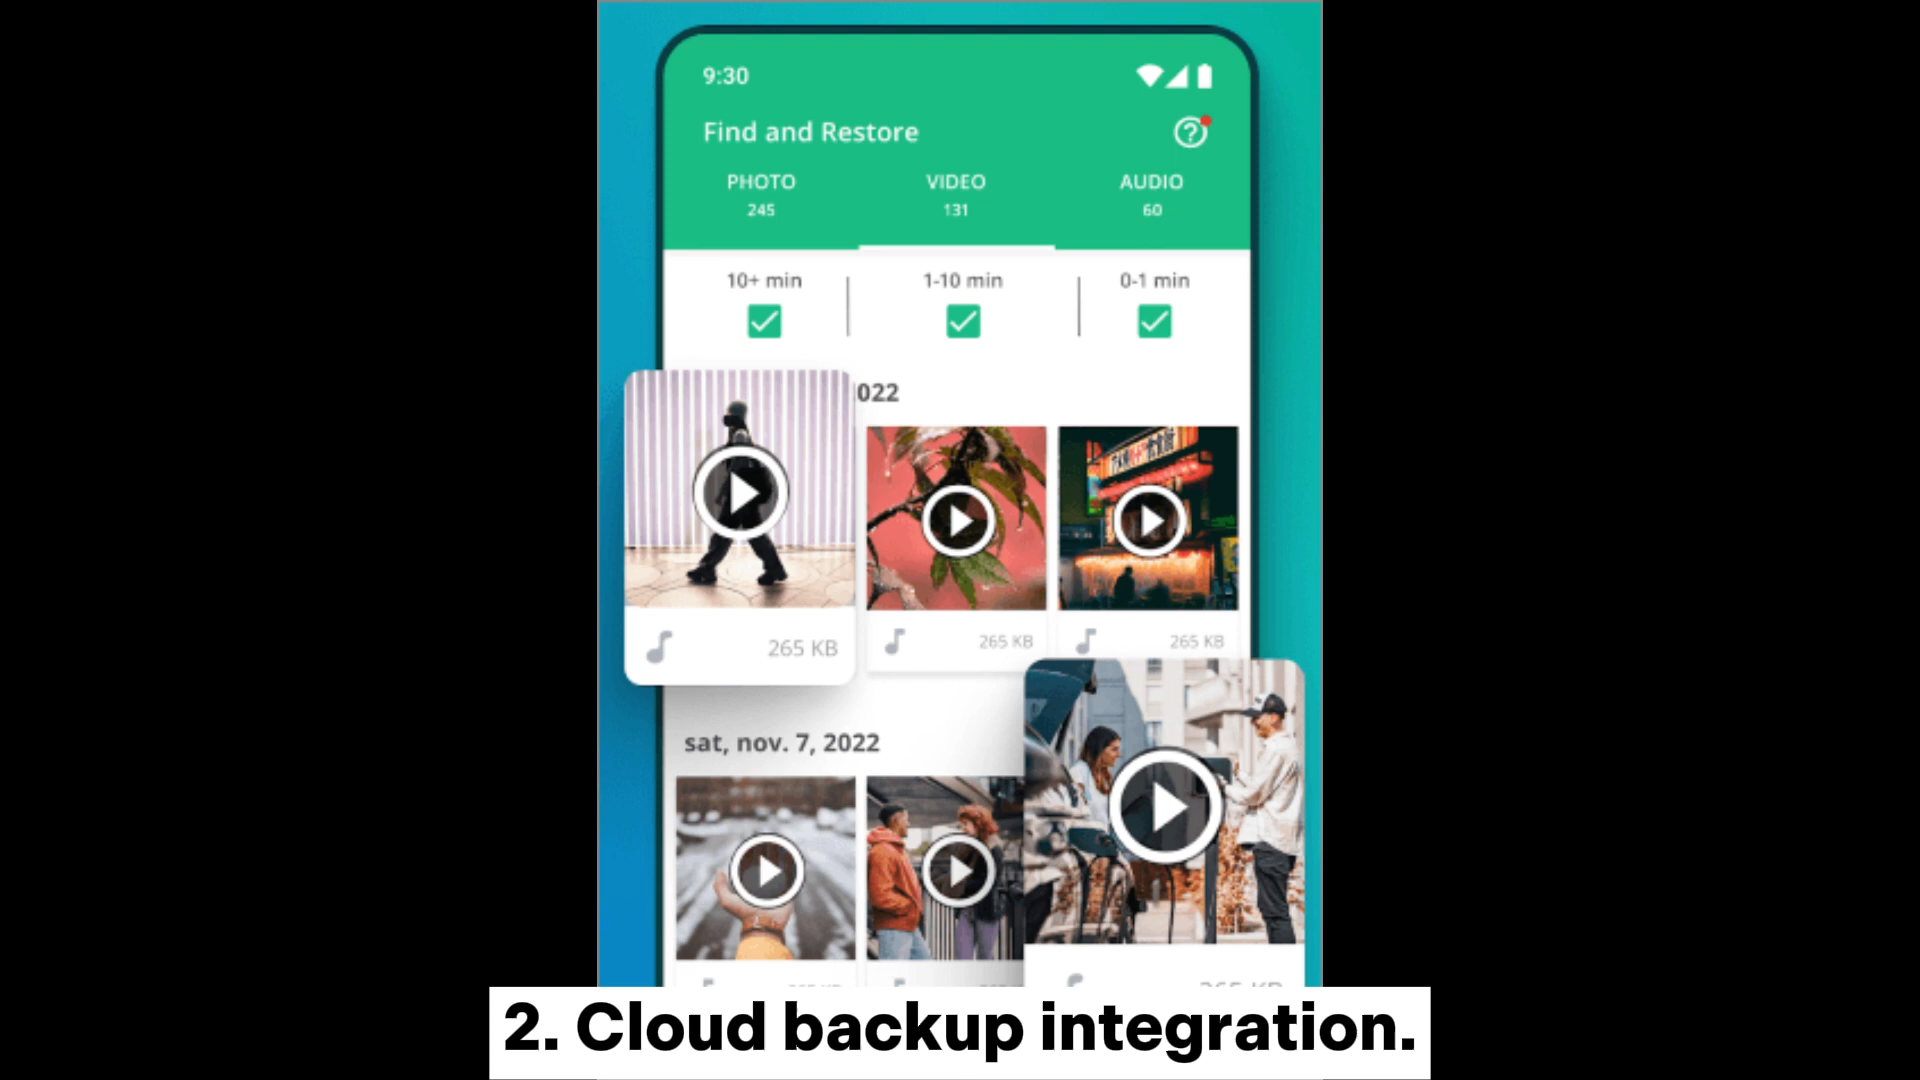 9:30
Find and Restore
PHOTO VIDEO AUDIO
245 131 60
10+ min 1-10 min 0-1 min
022
265 KB 265 KB 265 KB
sat, nov. 7, 2022
2. Cloud backup integration.